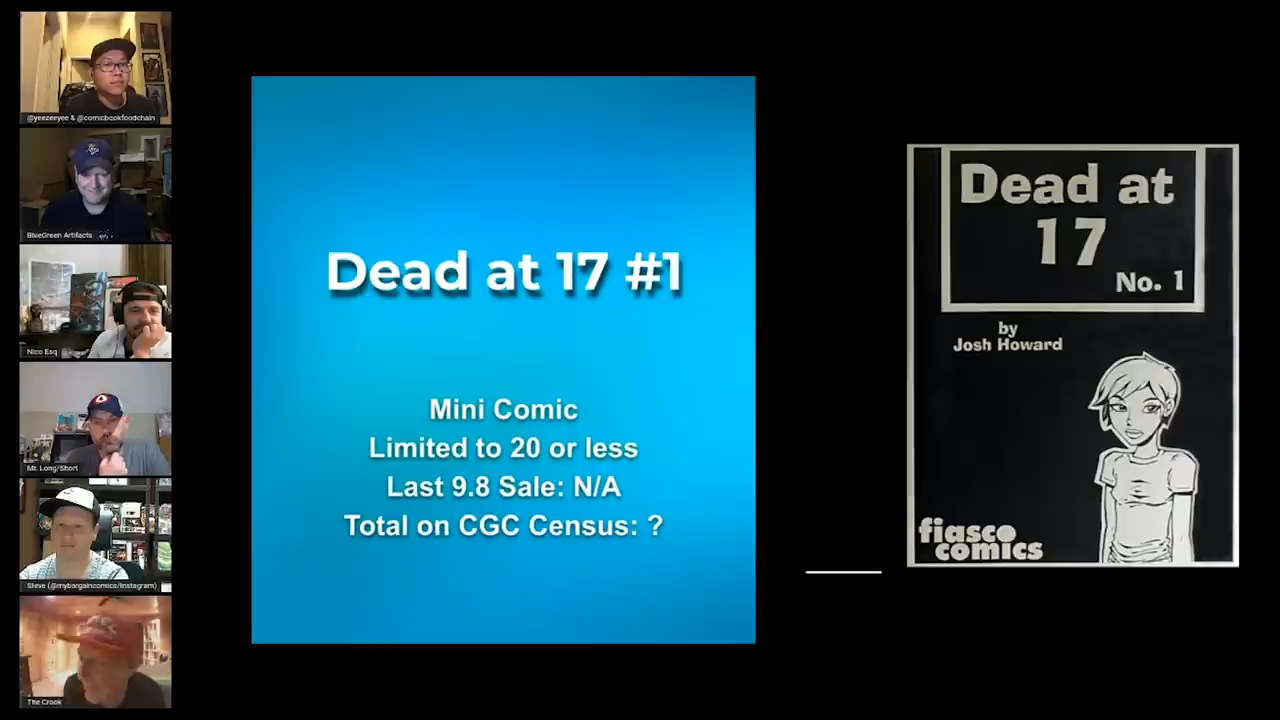 @yeezeeyee & @comicbookfoodchain
BlueGreen Artifacts
Nico Esq
Mr. Long/Short
Steve (@mybargaincomics/Instagram)
The Crook
Dead at 17 #1
Mini Comic
Limited to 20 or less
Last 9.8 Sale: N/A
Total on CGC Census: ?
Dead at
17
No. 1
by
Josh Howard
fiasco
comics